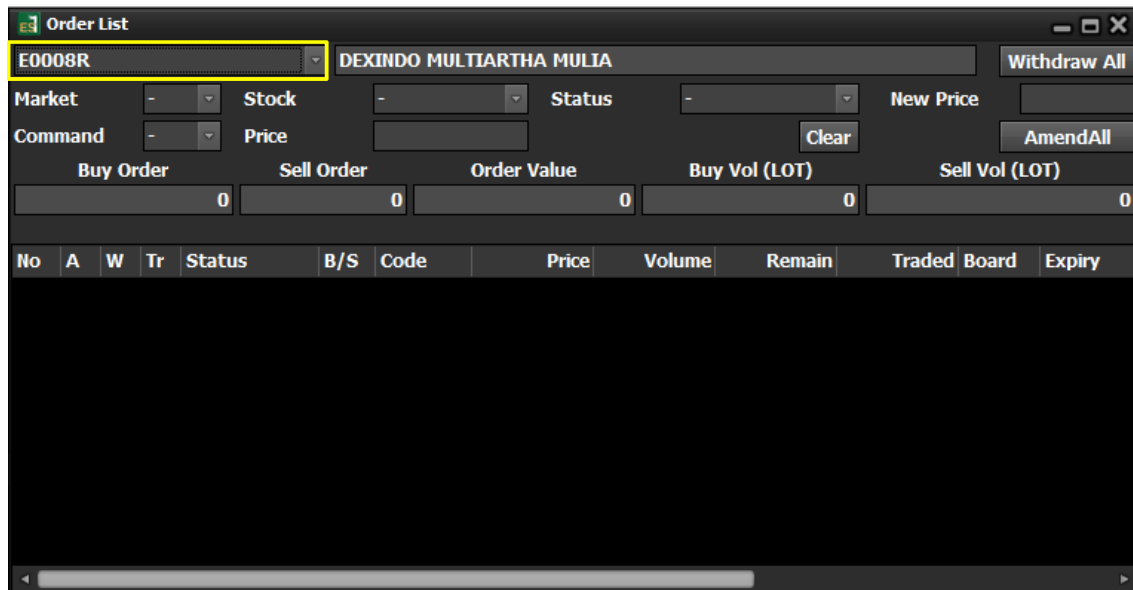 ES Order List
E0008R DEXINDO MULTIARTHA MULIA Withdraw All
Market - Stock - Status - New Price
Command - Price Clear AmendAll
Buy Order Sell Order Order Value Buy Vol (LOT) Sell Vol (LOT)
0 0 0 0 0
No A W Tr Status B/S Code Price Volume Remain Traded Board Expiry